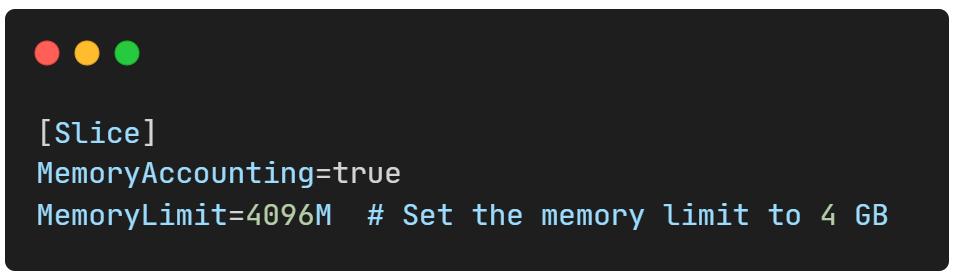 [Slice]
MemoryAccounting=true
MemoryLimit=4096M  # Set the memory limit to 4 GB